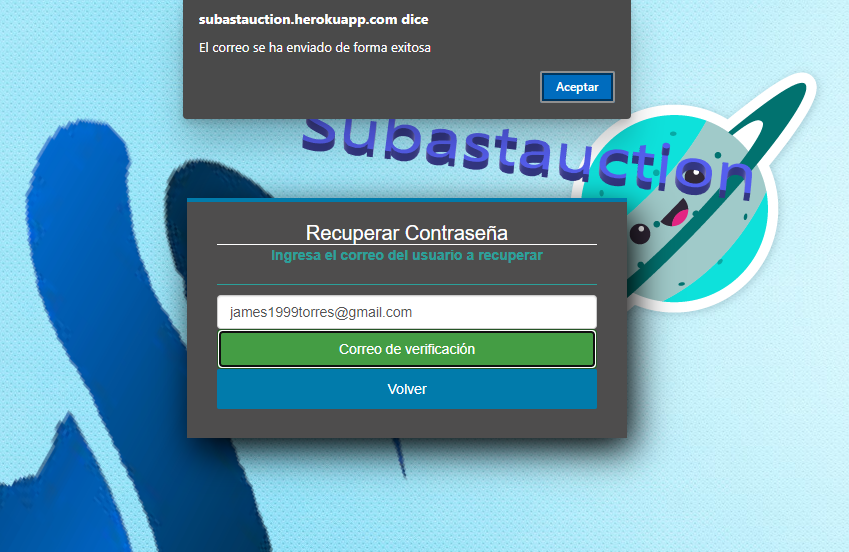 subastauction.herokuapp.com dice
El correo se ha enviado de forma exitosa
Aceptar
Subastauction
Recuperar Contraseña
Ingresa el correo del usuario a recuperar
james1999torres@gmail.com
Correo de verificación
Volver